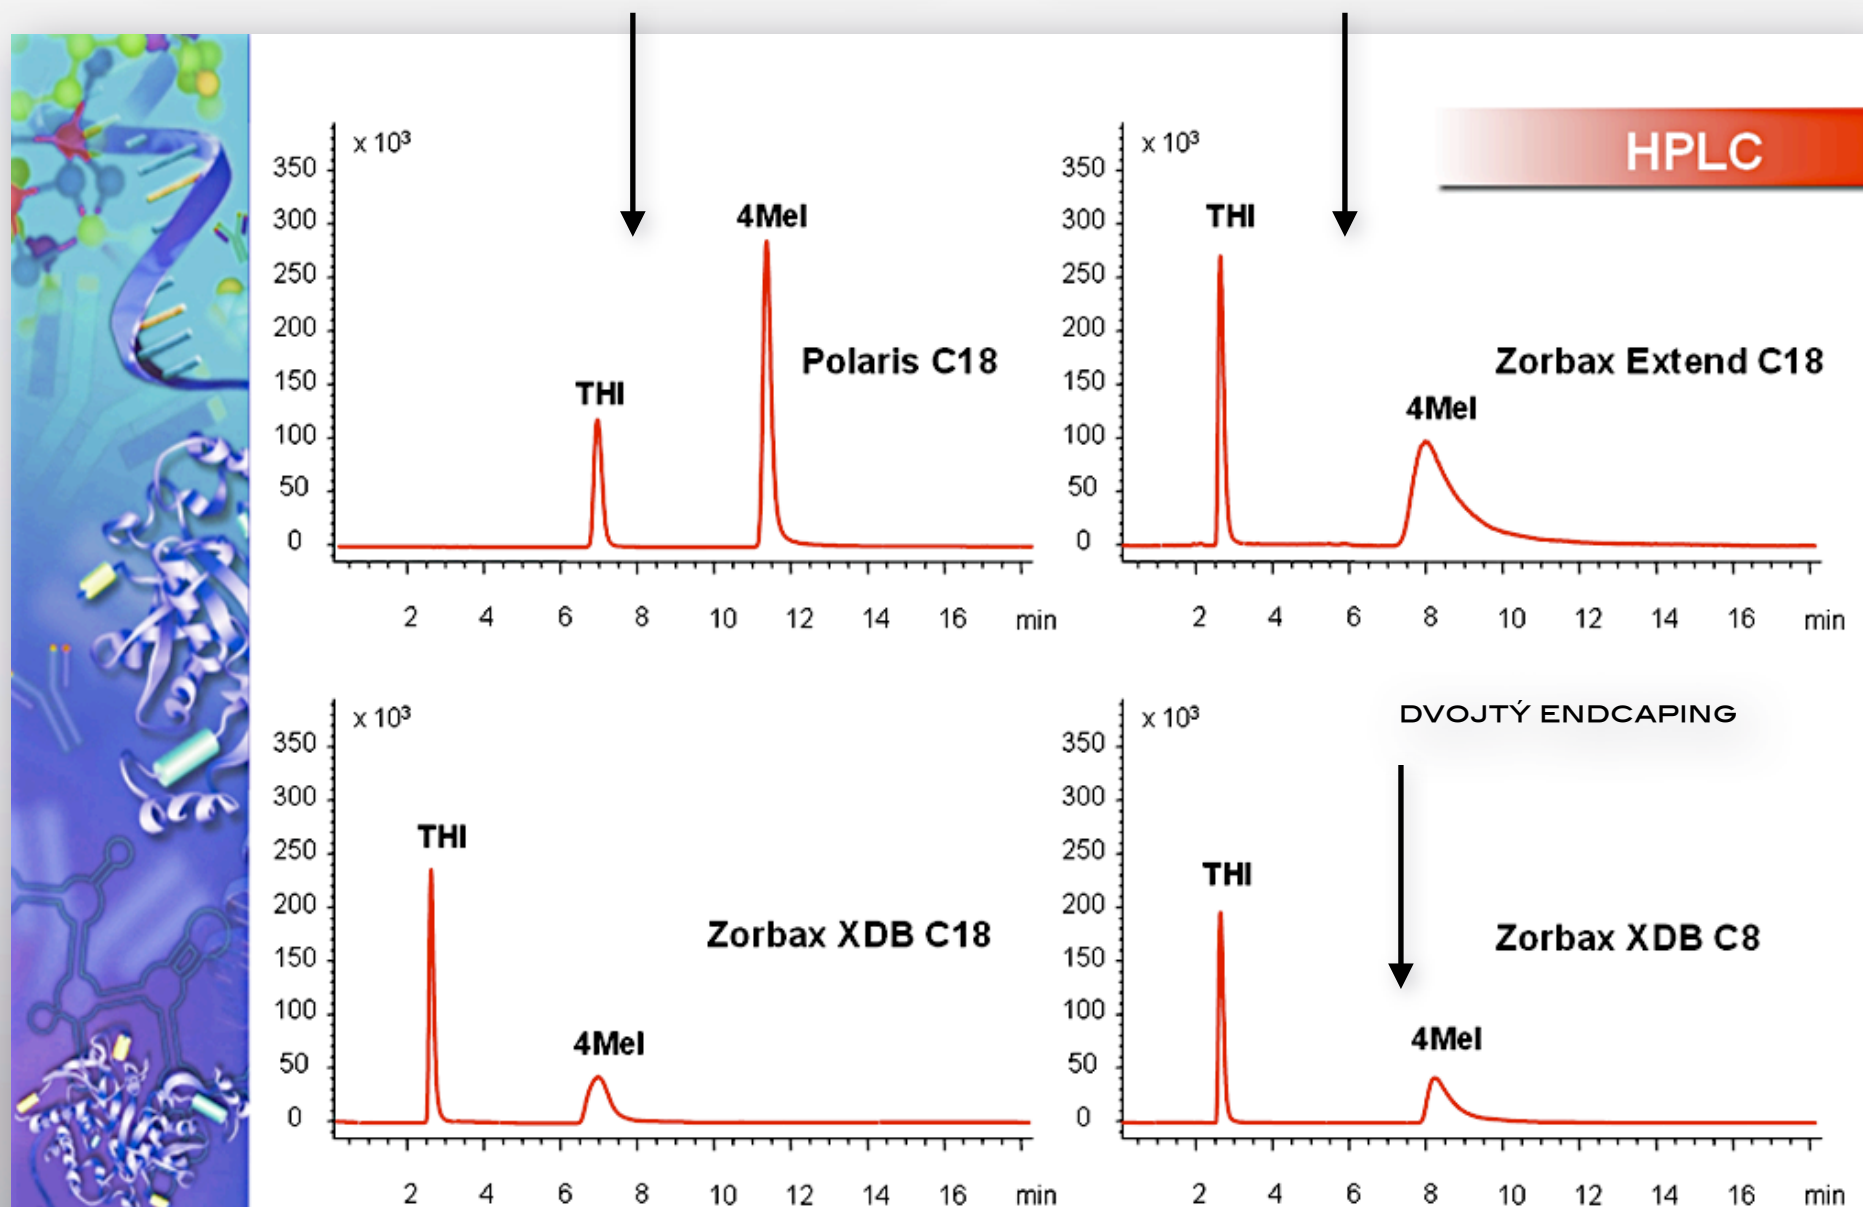 HPLC
x 10³
350
300
250
200
150
100
50
0
THI
4MeI
Polaris C18
2 4 6 8 10 12 14 16 min
x 10³
350
300
250
200
150
100
50
0
THI
4MeI
Zorbax Extend C18
2 4 6 8 10 12 14 16 min
x 10³
350
300
250
200
150
100
50
0
THI
4MeI
Zorbax XDB C18
2 4 6 8 10 12 14 16 min
DVOJTÝ ENDCAPING
x 10³
350
300
250
200
150
100
50
0
THI
4MeI
Zorbax XDB C8
2 4 6 8 10 12 14 16 min